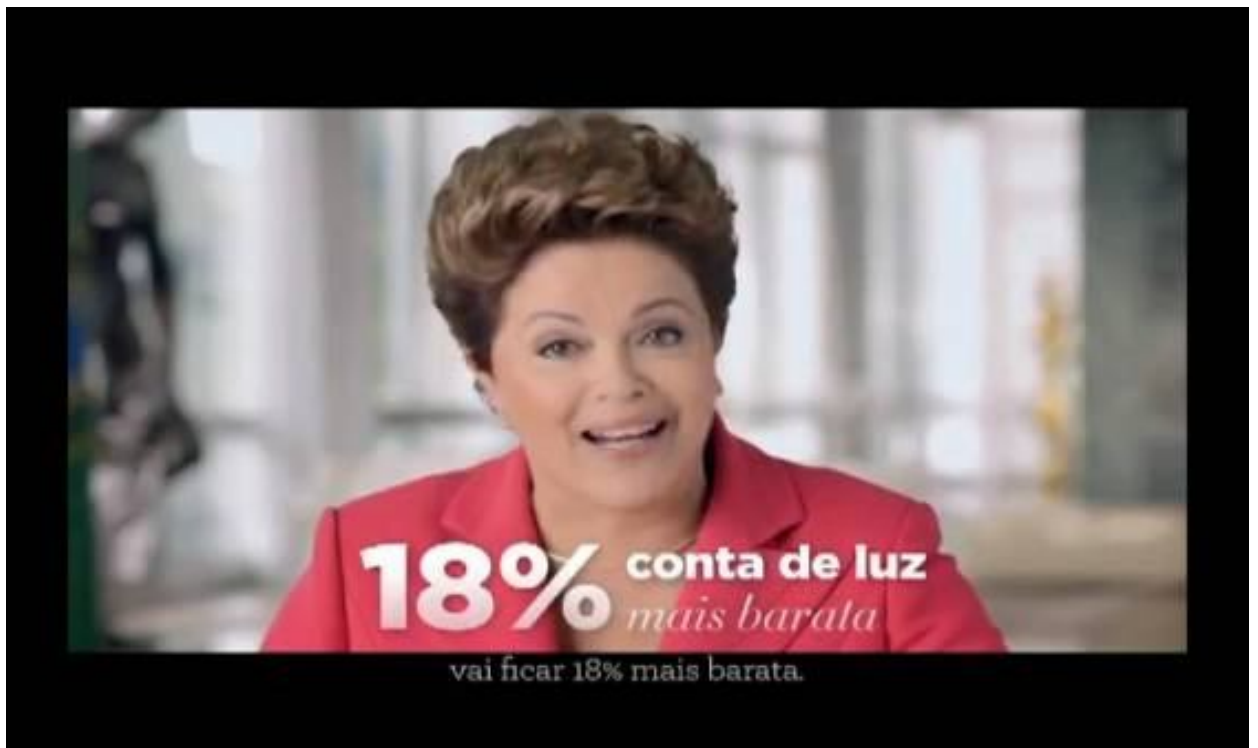 18% conta de luz
mais barata
vai ficar 18% mais barata.